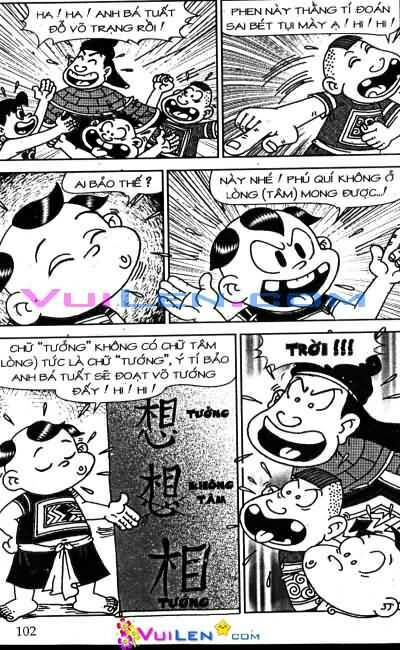 HA! HA! ANH BÁ TUẤT
ĐỖ VÕ TRẠNG RỒI!
PHEN NÀY THẰNG TÍ ĐOÁN
SAI BÉT TỤI MÀY Ạ! HI! HI!
AI BẢO THẾ?
NÀY NHÉ! PHÚ QUÍ KHÔNG Ở
LÒNG (TÂM) MONG ĐƯỢC...!
VUILEN.COM
CHỮ "TƯỞNG" KHÔNG CÓ CHỮ TÂM
(LÒNG) TỨC LÀ CHỮ "TƯỚNG", Ý TÍ BẢO
ANH BÁ TUẤT SẼ ĐOẠT VÕ TƯỚNG
ĐẤY! HI! HI!
TRỜI!!!
想 TƯỞNG
想 KHÔNG
TÂM
相
TƯỚNG
102
VUILEN.COM